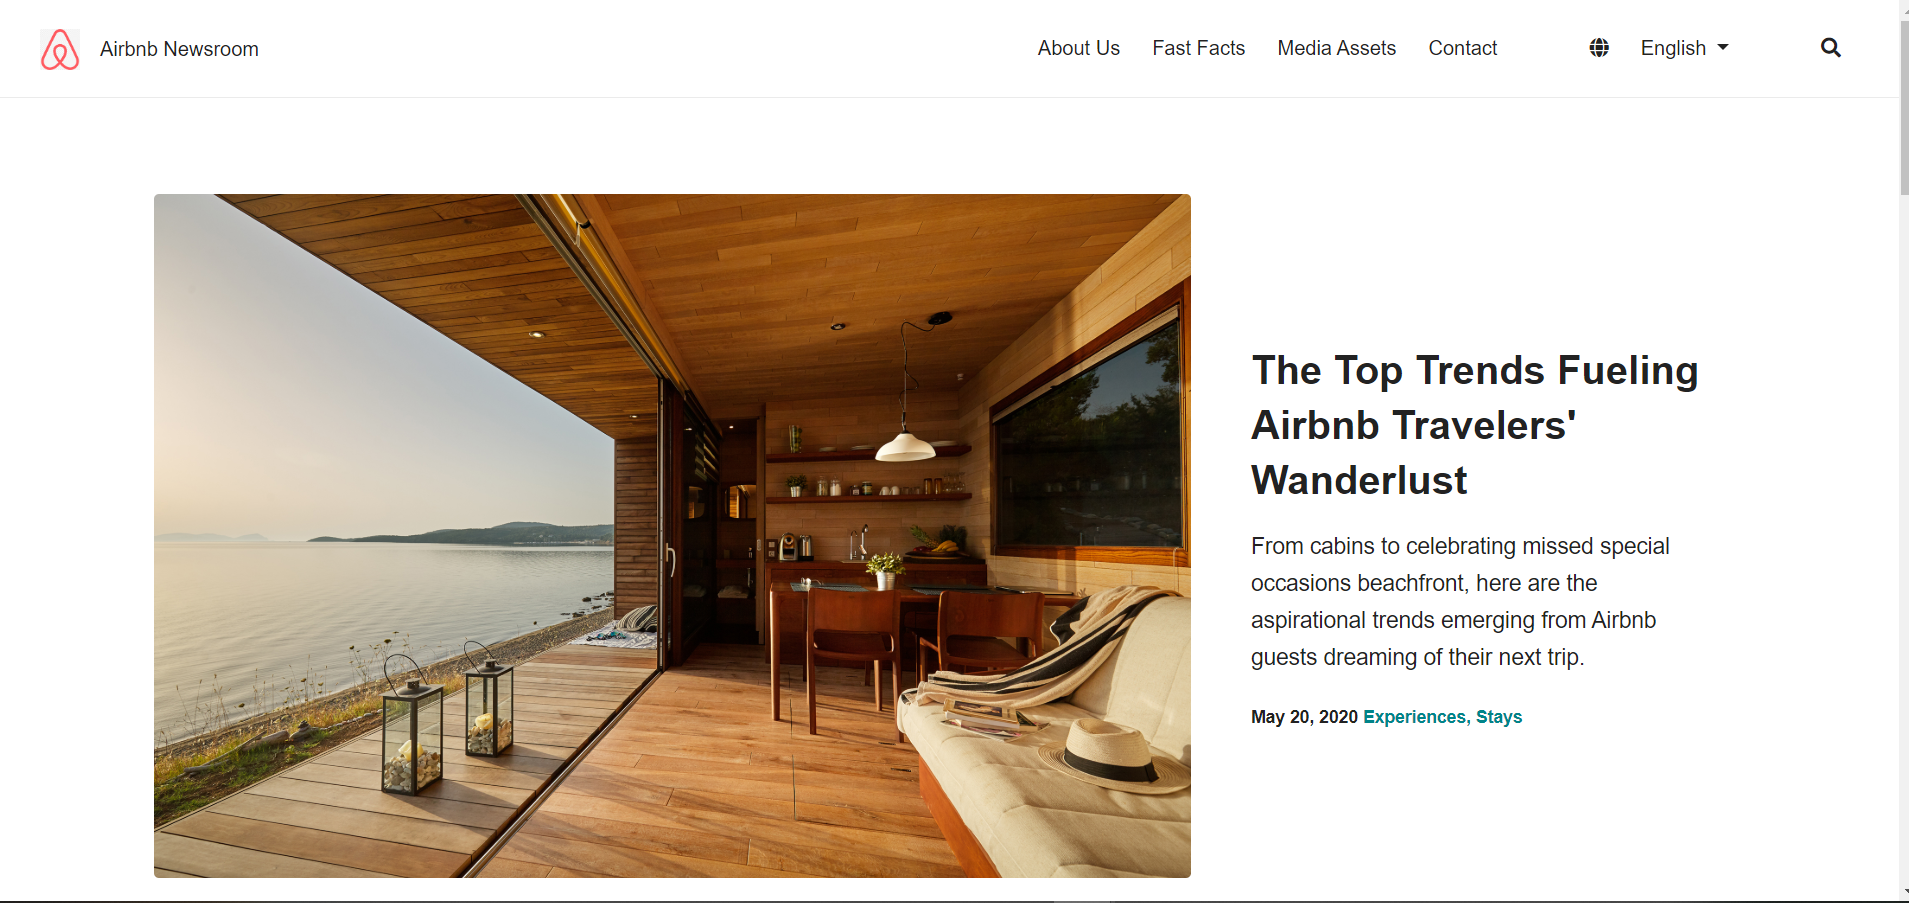 Airbnb Newsroom
About Us Fast Facts Media Assets Contact English
The Top Trends Fueling
Airbnb Travelers'
Wanderlust
From cabins to celebrating missed special
occasions beachfront, here are the
aspirational trends emerging from Airbnb
guests dreaming of their next trip.
May 20, 2020 Experiences, Stays